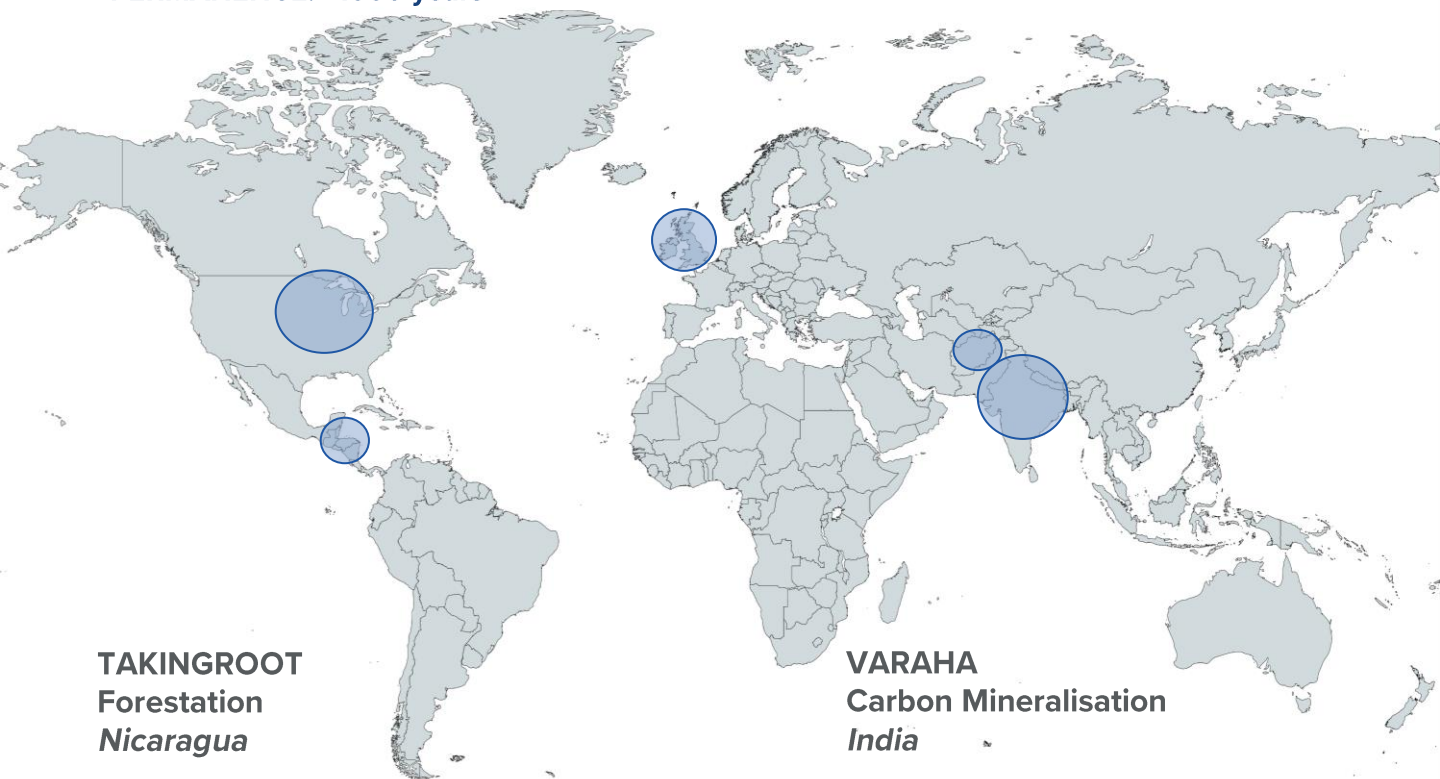 TAKINGROOT
Forestation
Nicaragua
VARAHA
Carbon Mineralisation
India